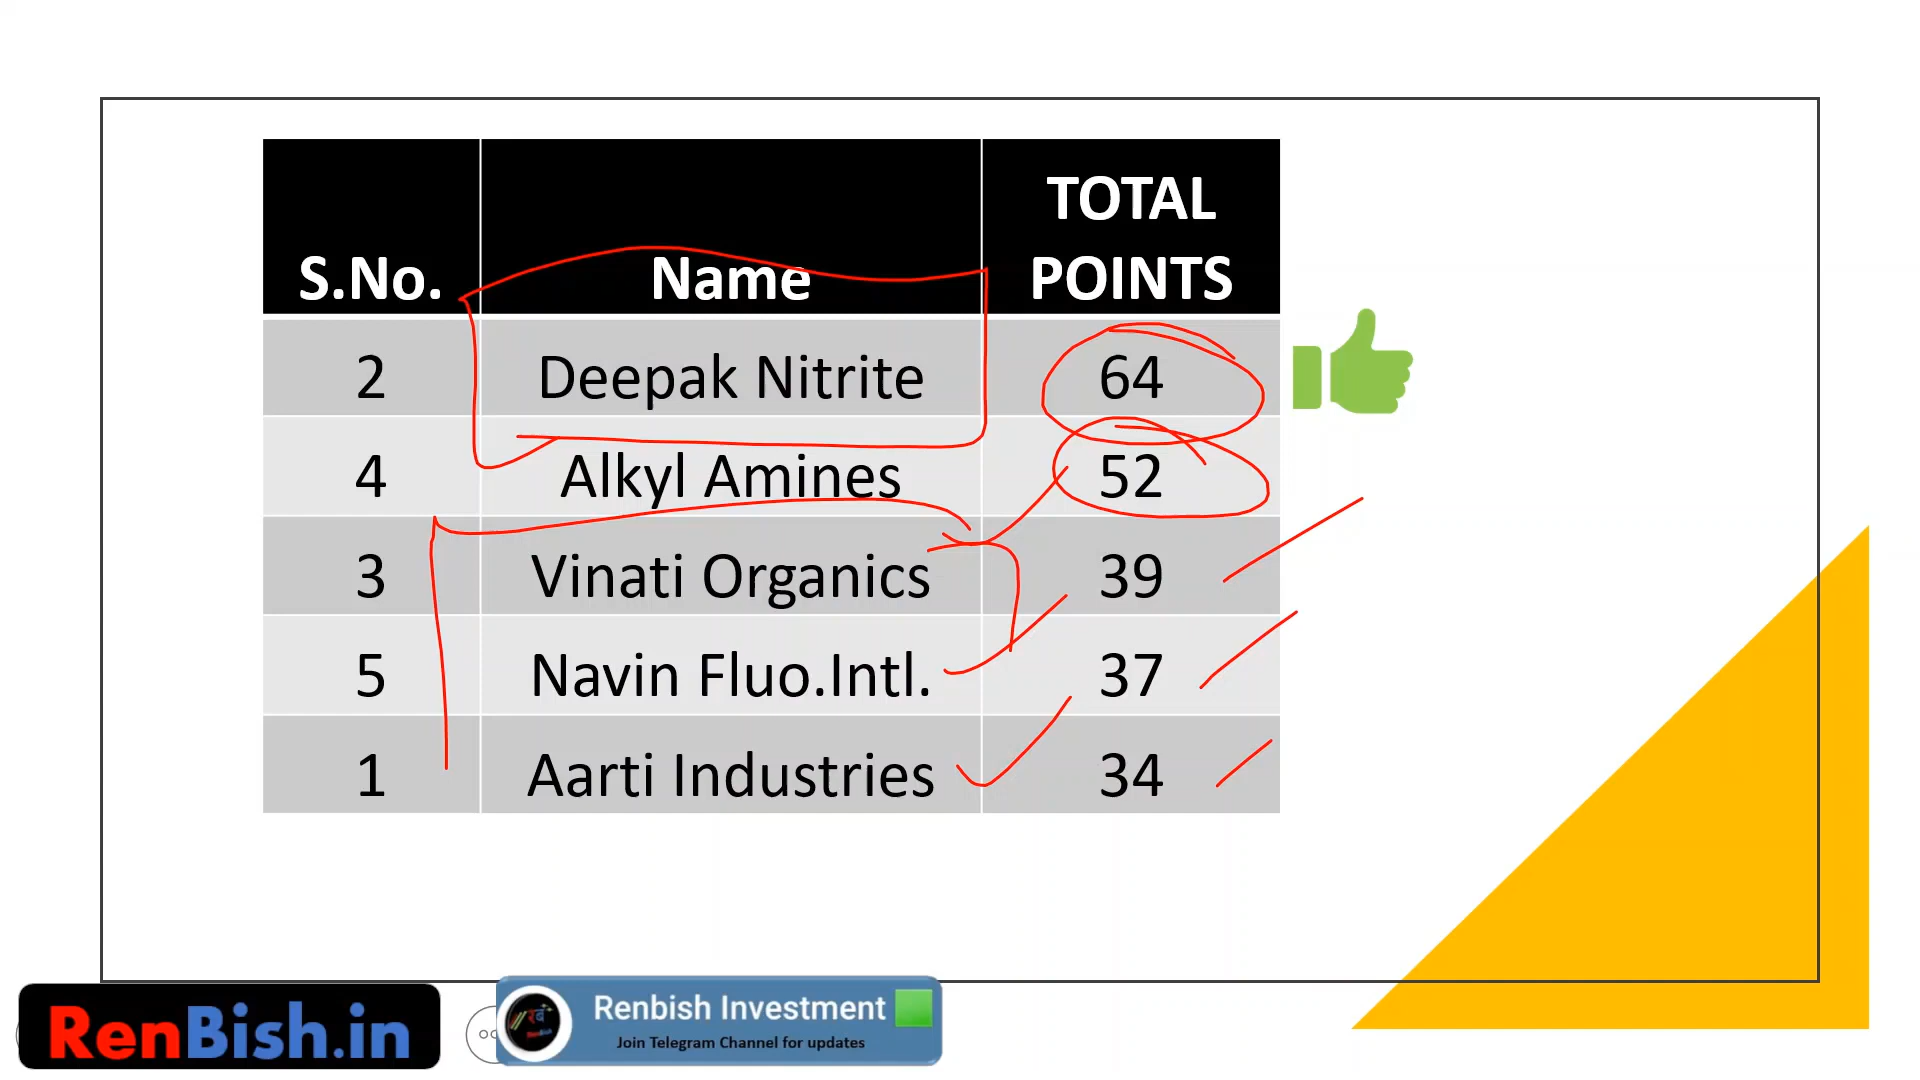 S.No. Name TOTAL POINTS
2 Deepak Nitrite 64
4 Alkyl Amines 52
3 Vinati Organics 39
5 Navin Fluo.Intl. 37
1 Aarti Industries 34
RenBish.in
Renbish Investment
Join Telegram Channel for updates